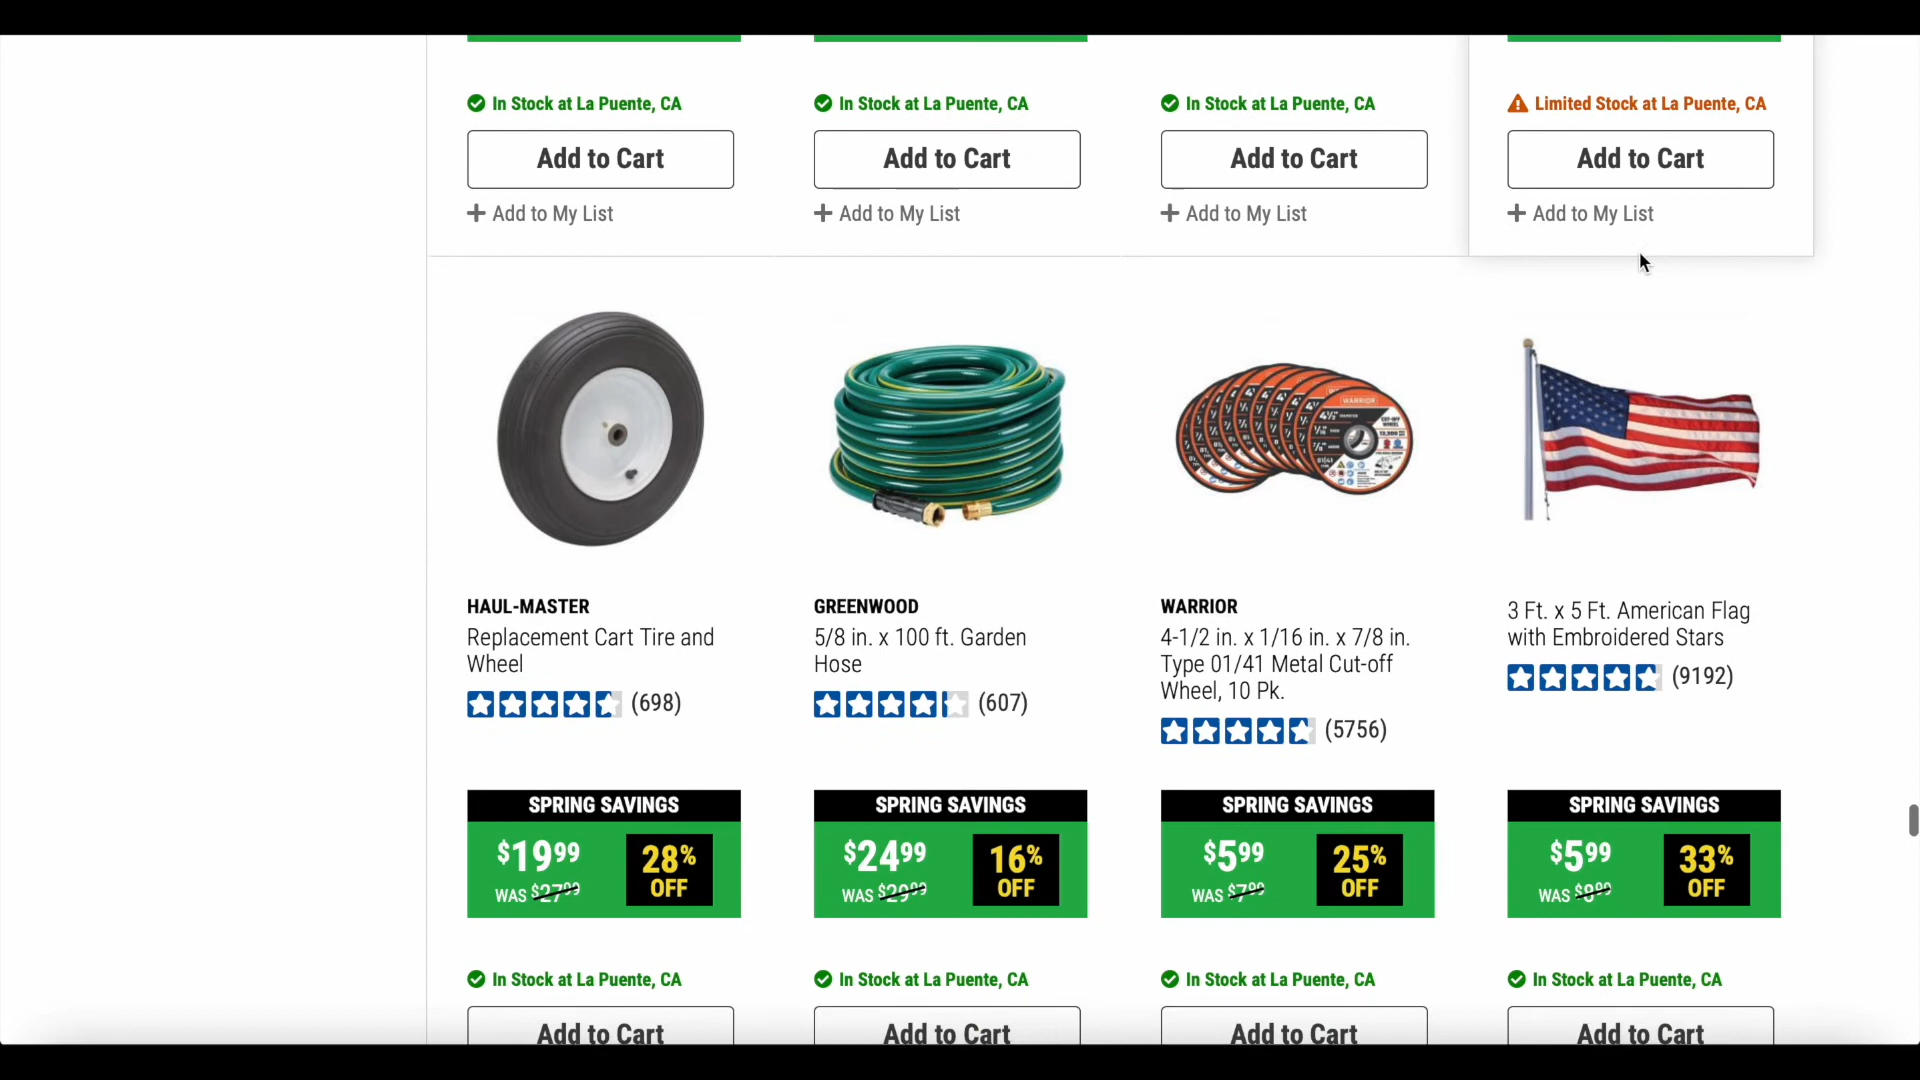 In Stock at La Puente, CA
In Stock at La Puente, CA
In Stock at La Puente, CA
Limited Stock at La Puente, CA
Add to Cart
Add to Cart
Add to Cart
Add to Cart
+ Add to My List
+ Add to My List
+ Add to My List
+ Add to My List
WARRIOR
4½"
HAUL-MASTER
Replacement Cart Tire and
Wheel
(698)
GREENWOOD
5/8 in. x 100 ft. Garden
Hose
(607)
WARRIOR
4-1/2 in. x 1/16 in. x 7/8 in.
Type 01/41 Metal Cut-off
Wheel, 10 Pk.
(5756)
3 Ft. x 5 Ft. American Flag
with Embroidered Stars
(9192)
SPRING SAVINGS
$19.99
WAS $27.99
28% OFF
SPRING SAVINGS
$24.99
WAS $29.99
16% OFF
SPRING SAVINGS
$5.99
WAS $7.99
25% OFF
SPRING SAVINGS
$5.99
WAS $8.99
33% OFF
In Stock at La Puente, CA
In Stock at La Puente, CA
In Stock at La Puente, CA
In Stock at La Puente, CA
Add to Cart
Add to Cart
Add to Cart
Add to Cart